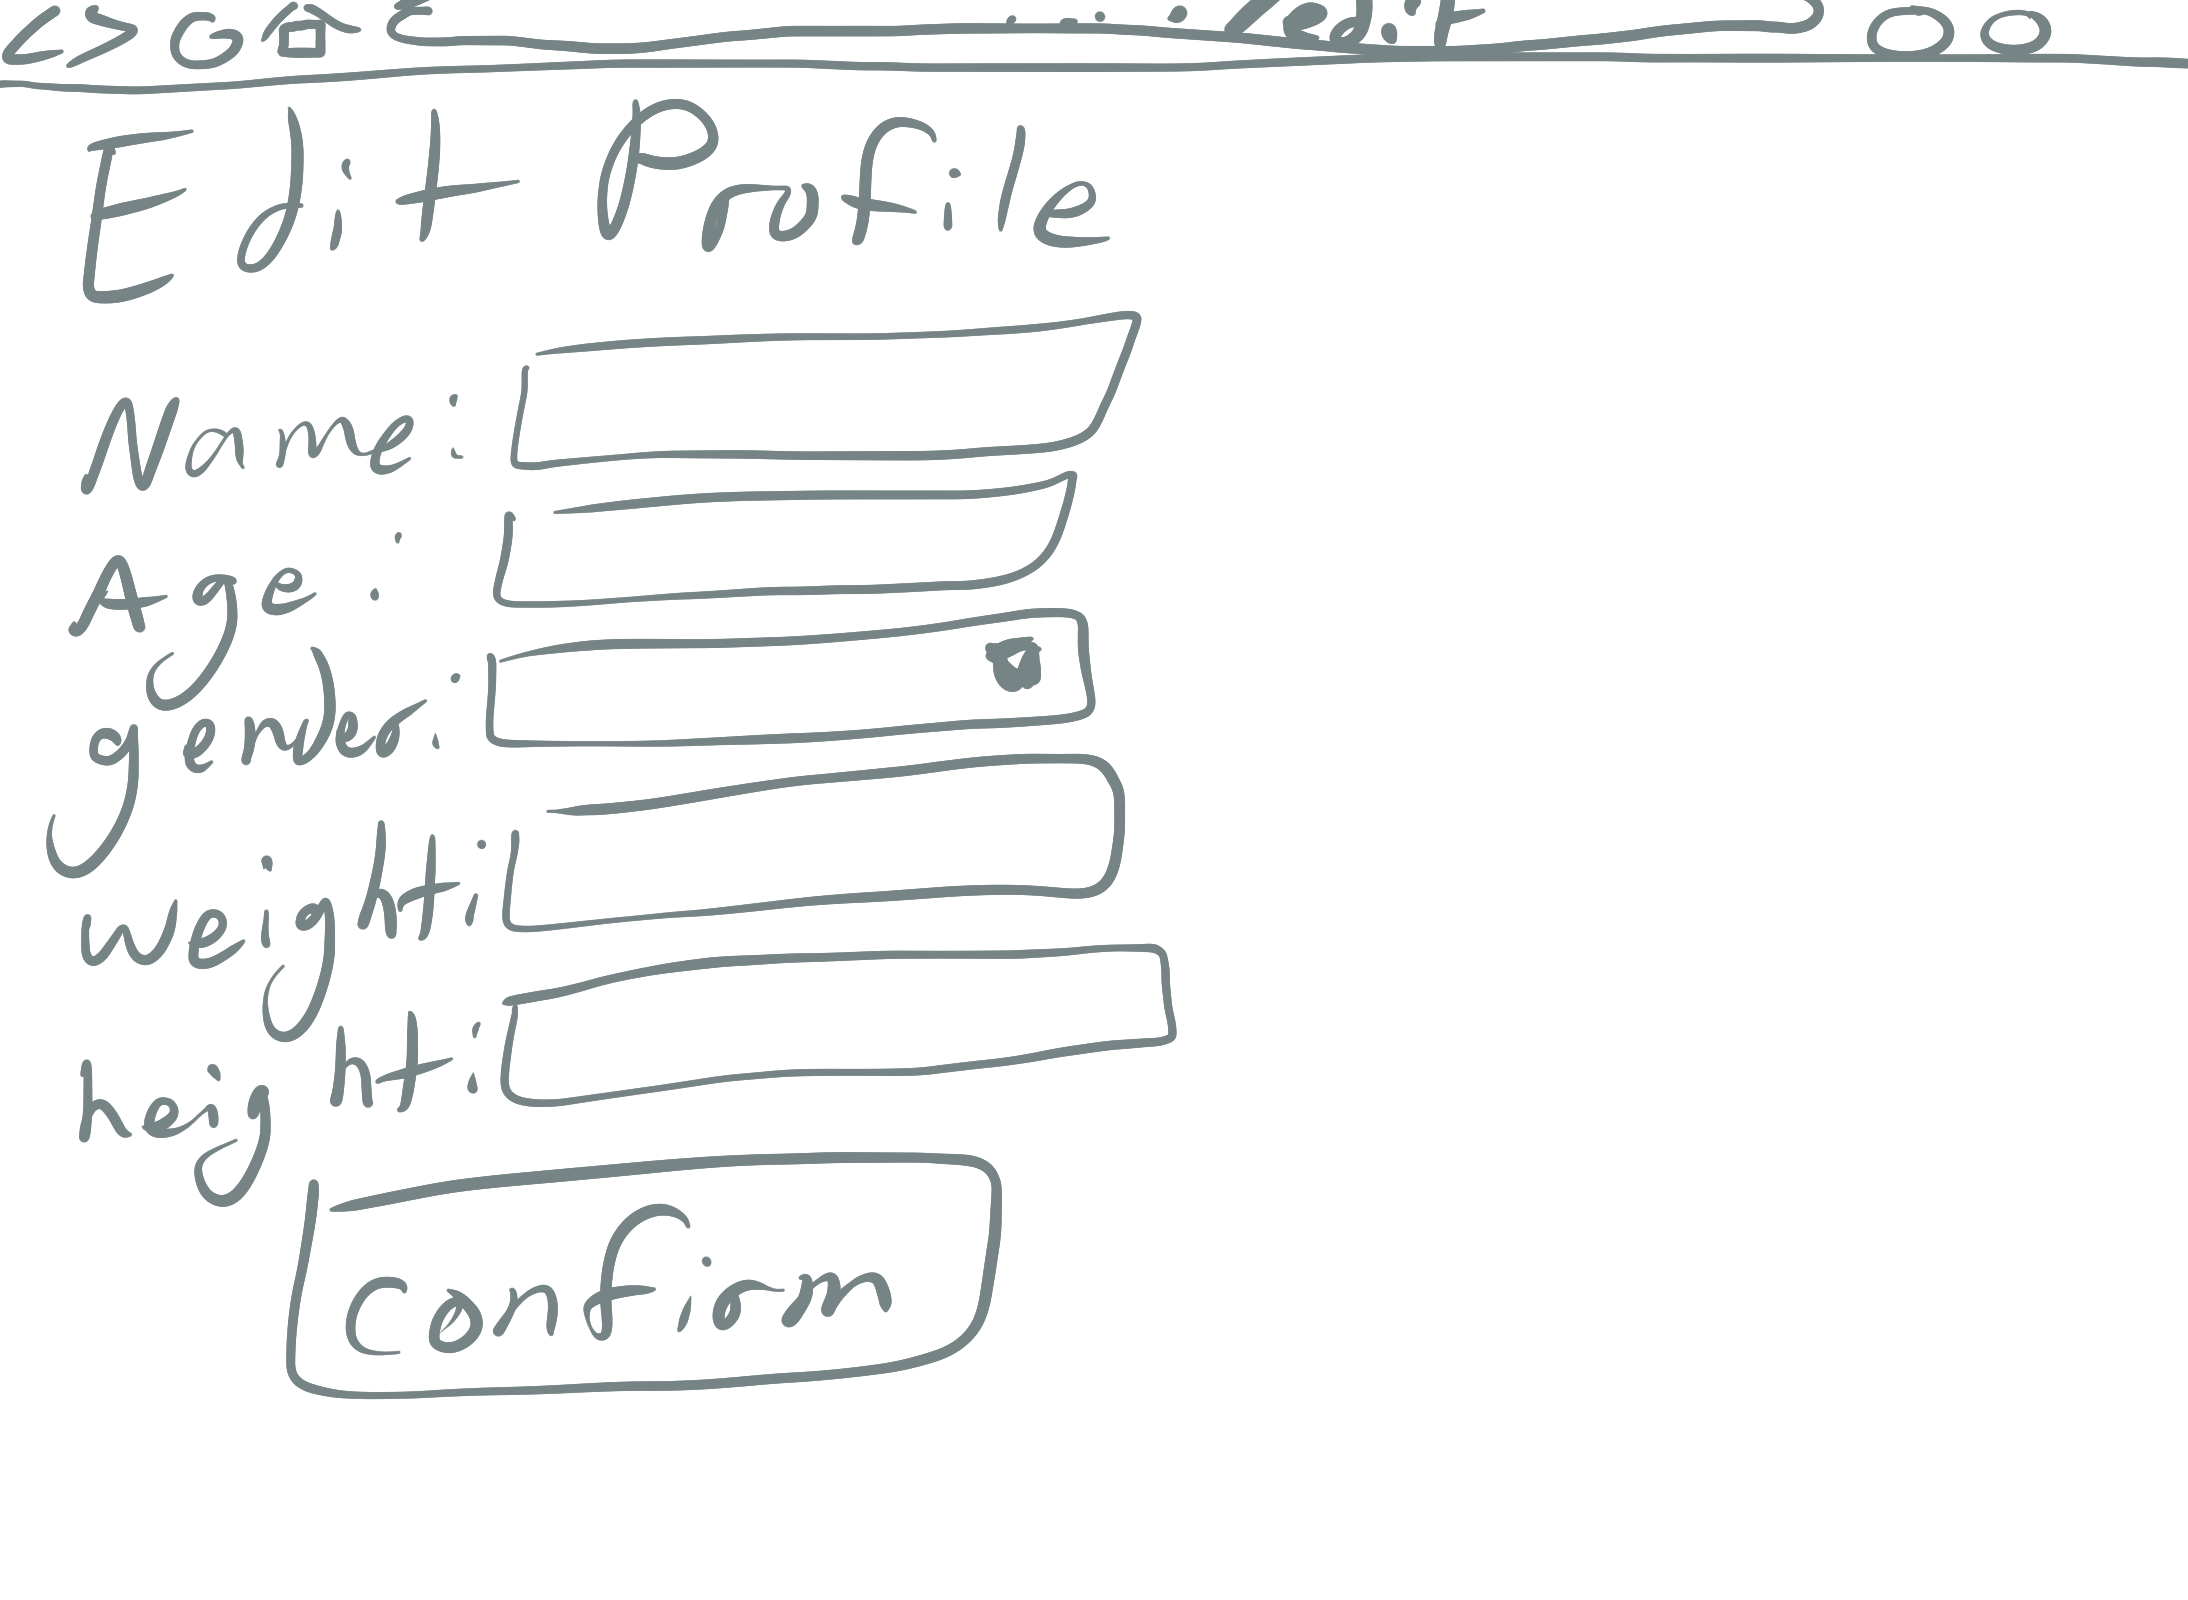 /edit
Edit Profile
Name:
Age:
gender:
weight:
height:
confirm